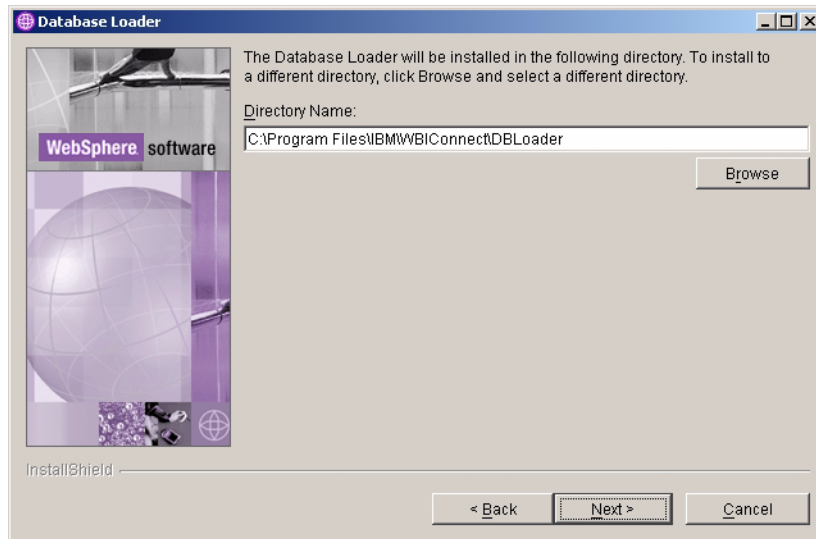 Database Loader
WebSphere software
The Database Loader will be installed in the following directory. To install to
a different directory, click Browse and select a different directory.
Directory Name:
C:\Program Files\IBM\WBIConnect\DBLoader
Browse
InstallShield
< Back
Next >
Cancel